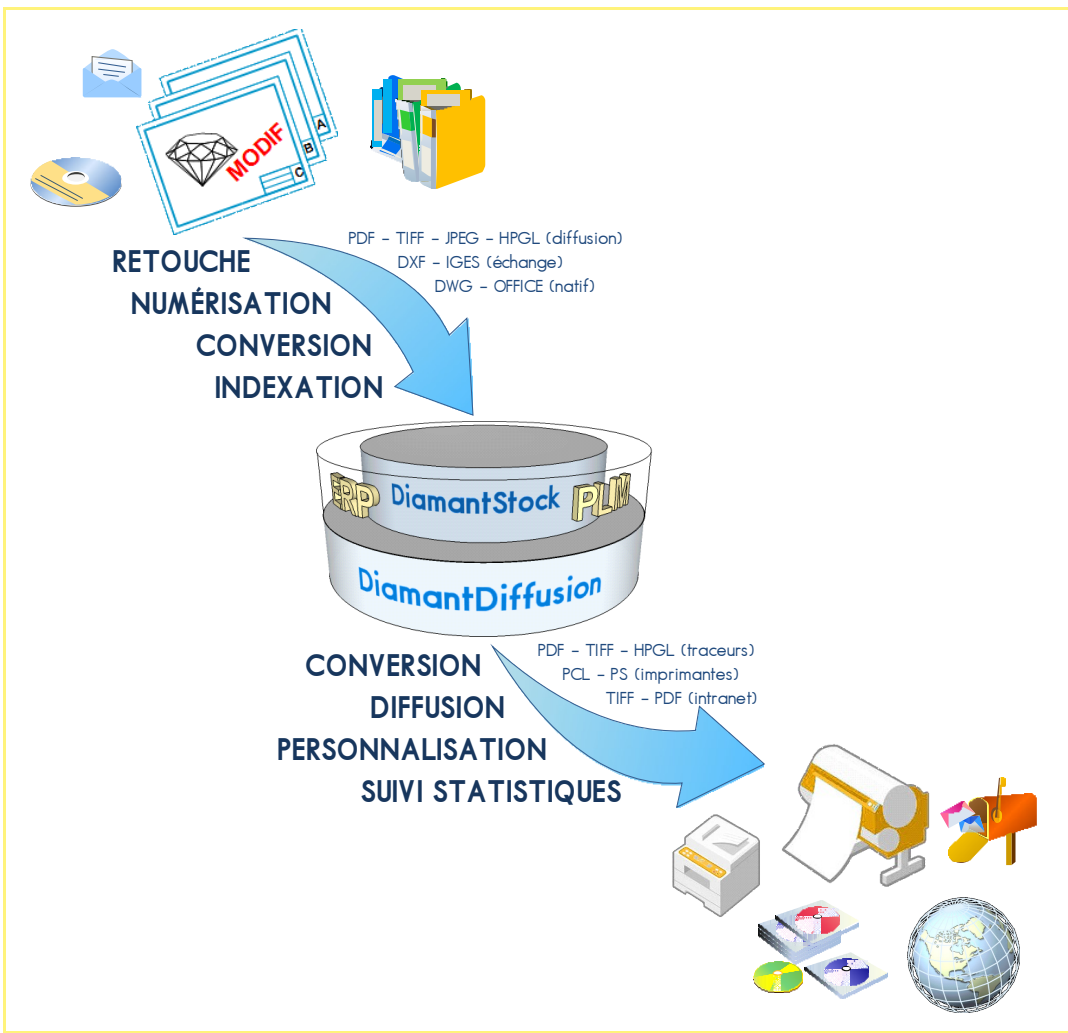 MODIF
A
B
C
PDF - TIFF - JPEG - HPGL (diffusion)
DXF - IGES (échange)
DWG - OFFICE (natif)
RETOUCHE
NUMÉRISATION
CONVERSION
INDEXATION
ERP DiamantStock PLM
DiamantDiffusion
PDF - TIFF - HPGL (traceurs)
PCL - PS (imprimantes)
TIFF - PDF (intranet)
CONVERSION
DIFFUSION
PERSONNALISATION
SUIVI STATISTIQUES